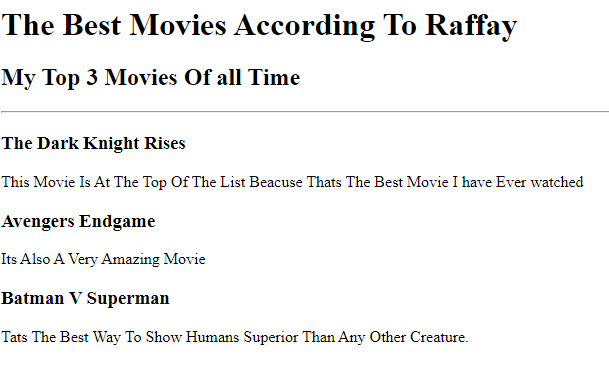 The Best Movies According To Raffay
My Top 3 Movies Of all Time
The Dark Knight Rises
This Movie Is At The Top Of The List Beacuse Thats The Best Movie I have Ever watched
Avengers Endgame
Its Also A Very Amazing Movie
Batman V Superman
Tats The Best Way To Show Humans Superior Than Any Other Creature.